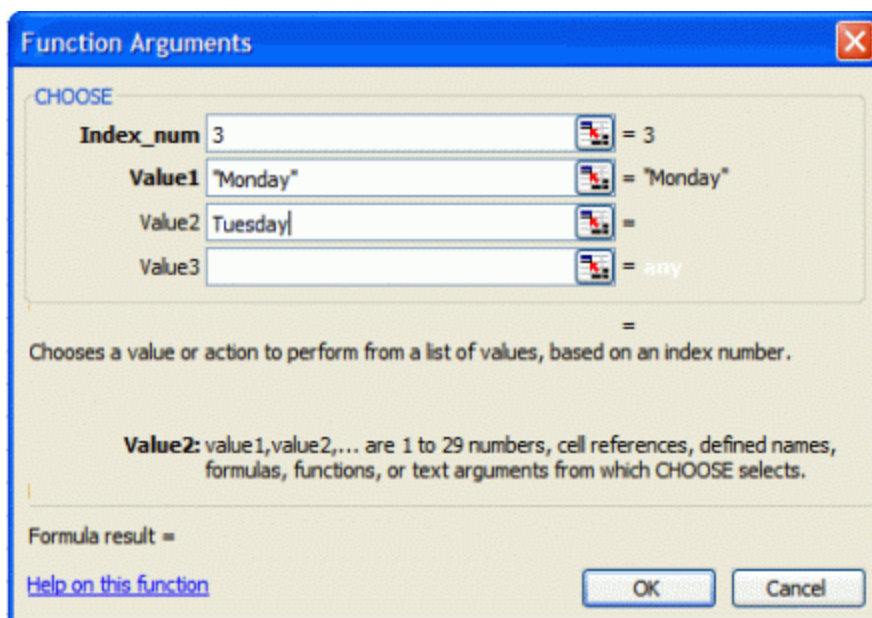 Function Arguments
CHOOSE
Index_num 3 = 3
Value1 "Monday" = "Monday"
Value2 Tuesday =
Value3 = any
=
Chooses a value or action to perform from a list of values, based on an index number.
Value2: value1,value2,... are 1 to 29 numbers, cell references, defined names,
formulas, functions, or text arguments from which CHOOSE selects.
Formula result =
Help on this function OK Cancel